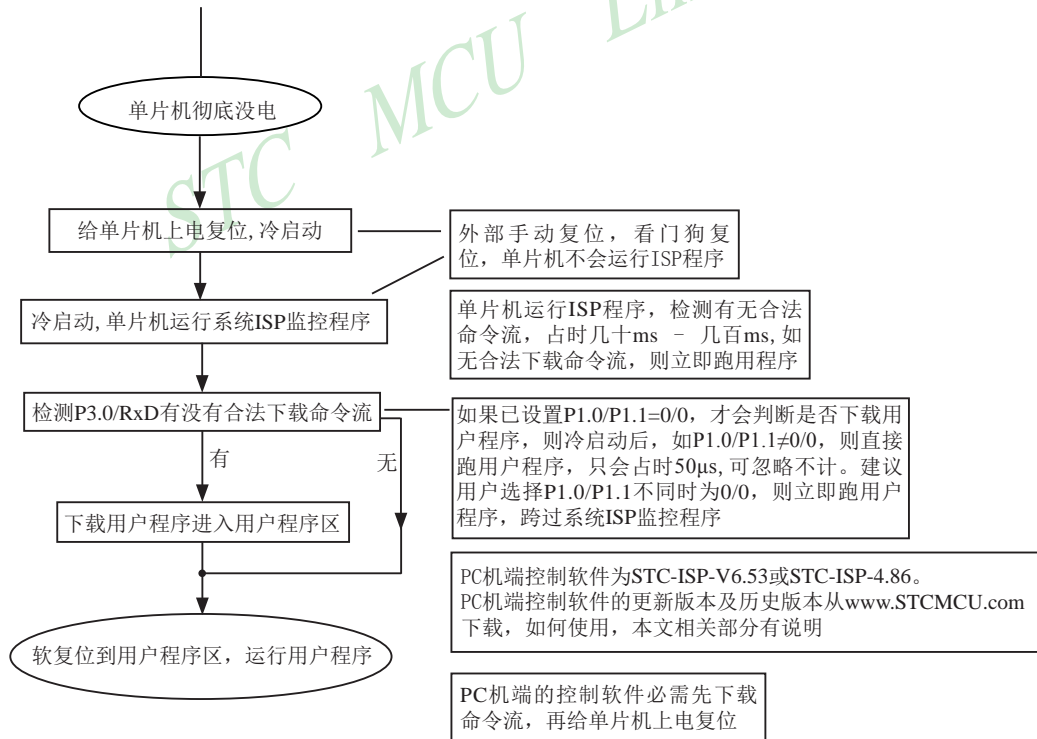 STC MCU Lim
单片机彻底没电
给单片机上电复位,冷启动
外部手动复位，看门狗复
位，单片机不会运行ISP程序
冷启动,单片机运行系统ISP监控程序
单片机运行ISP程序，检测有无合法
命令流，占时几十ms - 几百ms,如
无合法下载命令流，则立即跑用程序
检测P3.0/RxD有没有合法下载命令流
如果已设置P1.0/P1.1=0/0，才会判断是否下载用
户程序，则冷启动后，如P1.0/P1.1≠0/0，则直接
跑用户程序，只会占时50μs,可忽略不计。建议
用户选择P1.0/P1.1不同时为0/0，则立即跑用户
程序，跨过系统ISP监控程序
有
无
下载用户程序进入用户程序区
PC机端控制软件为STC-ISP-V6.53或STC-ISP-4.86。
PC机端控制软件的更新版本及历史版本从www.STCMCU.com
下载，如何使用，本文相关部分有说明
软复位到用户程序区，运行用户程序
PC机端的控制软件必需先下载
命令流，再给单片机上电复位